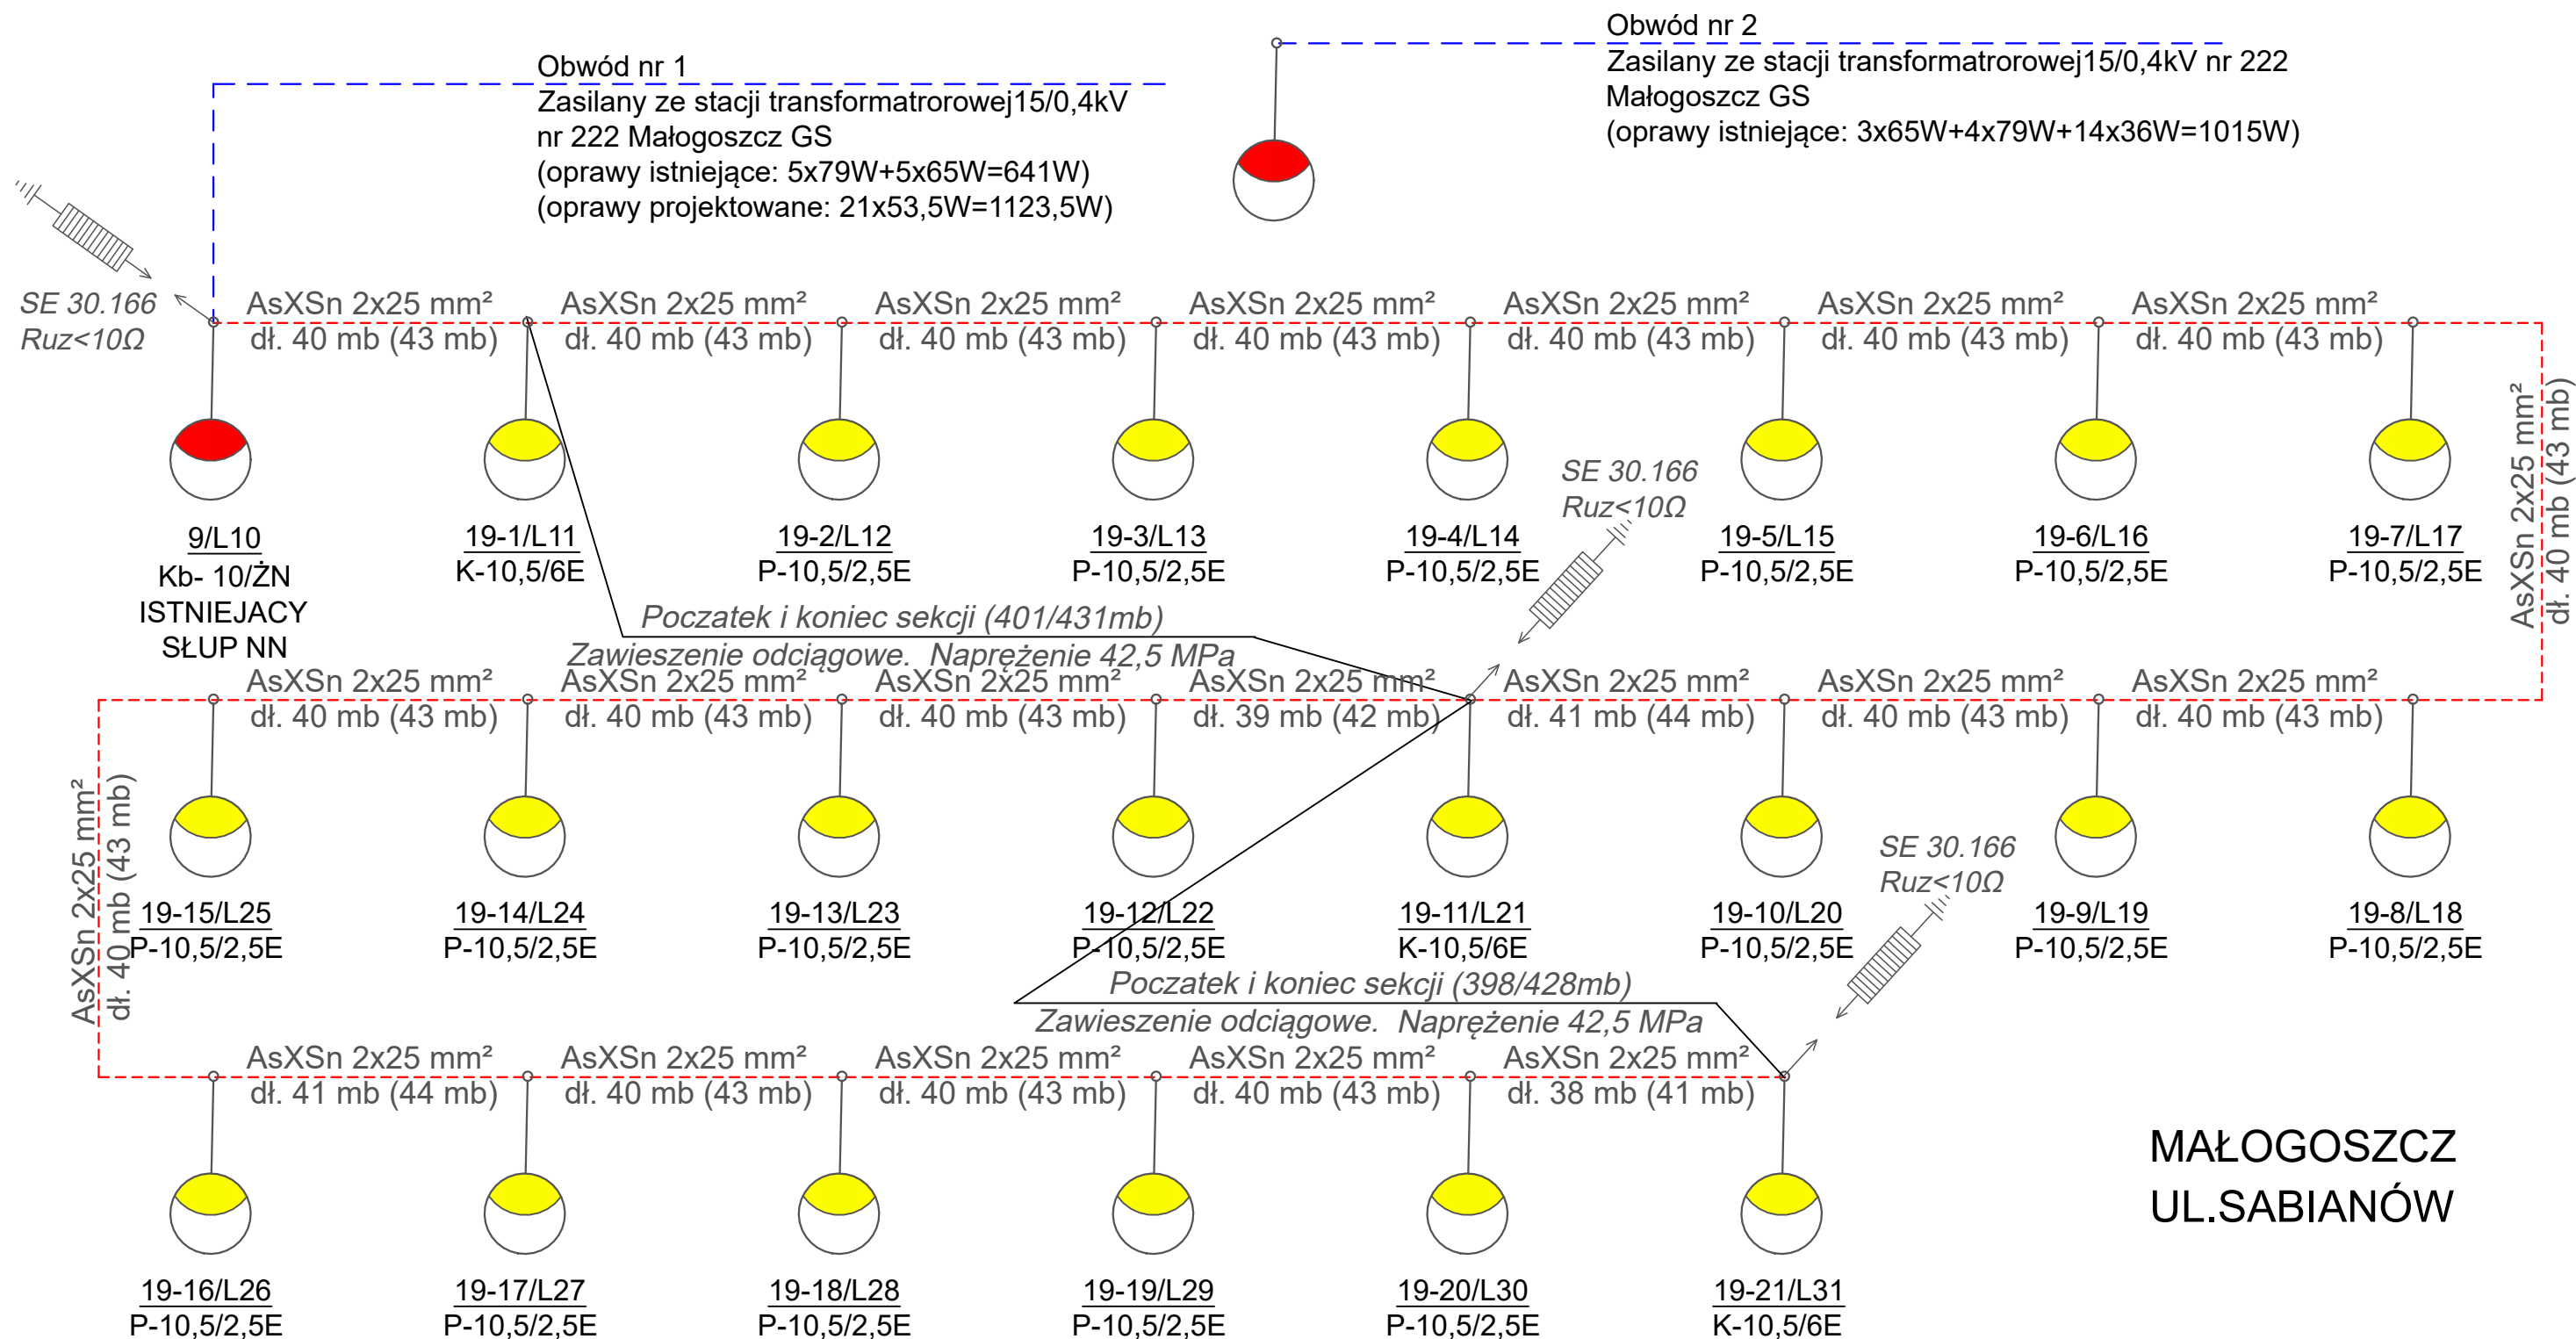 Obwód nr 1
Zasilany ze stacji transformatrorowej15/0,4kV
nr 222 Małogoszcz GS
(oprawy istniejące: 5x79W+5x65W=641W)
(oprawy projektowane: 21x53,5W=1123,5W)
Obwód nr 2
Zasilany ze stacji transformatrorowej15/0,4kV nr 222
Małogoszcz GS
(oprawy istniejące: 3x65W+4x79W+14x36W=1015W)
SE 30.166
Ruz<10Ω
AsXSn 2x25 mm²
dł. 40 mb (43 mb)
AsXSn 2x25 mm²
dł. 40 mb (43 mb)
AsXSn 2x25 mm²
dł. 40 mb (43 mb)
AsXSn 2x25 mm²
dł. 40 mb (43 mb)
AsXSn 2x25 mm²
dł. 40 mb (43 mb)
AsXSn 2x25 mm²
dł. 40 mb (43 mb)
AsXSn 2x25 mm²
dł. 40 mb (43 mb)
AsXSn 2x25 mm²
dł. 40 mb (43 mb)
9/L10
Kb- 10/ŻN
ISTNIEJACY
SŁUP NN
19-1/L11
K-10,5/6E
19-2/L12
P-10,5/2,5E
19-3/L13
P-10,5/2,5E
19-4/L14
P-10,5/2,5E
19-5/L15
P-10,5/2,5E
19-6/L16
P-10,5/2,5E
19-7/L17
P-10,5/2,5E
SE 30.166
Ruz<10Ω
Poczatek i koniec sekcji (401/431mb)
Zawieszenie odciągowe. Naprężenie 42,5 MPa
AsXSn 2x25 mm²
dł. 40 mb (43 mb)
AsXSn 2x25 mm²
dł. 40 mb (43 mb)
AsXSn 2x25 mm²
dł. 40 mb (43 mb)
AsXSn 2x25 mm²
dł. 39 mb (42 mb)
AsXSn 2x25 mm²
dł. 41 mb (44 mb)
AsXSn 2x25 mm²
dł. 40 mb (43 mb)
AsXSn 2x25 mm²
dł. 40 mb (43 mb)
AsXSn 2x25 mm²
dł. 40 mb (43 mb)
19-15/L25
P-10,5/2,5E
19-14/L24
P-10,5/2,5E
19-13/L23
P-10,5/2,5E
19-12/L22
P-10,5/2,5E
19-11/L21
K-10,5/6E
19-10/L20
P-10,5/2,5E
19-9/L19
P-10,5/2,5E
19-8/L18
P-10,5/2,5E
SE 30.166
Ruz<10Ω
Poczatek i koniec sekcji (398/428mb)
Zawieszenie odciągowe. Naprężenie 42,5 MPa
AsXSn 2x25 mm²
dł. 41 mb (44 mb)
AsXSn 2x25 mm²
dł. 40 mb (43 mb)
AsXSn 2x25 mm²
dł. 40 mb (43 mb)
AsXSn 2x25 mm²
dł. 40 mb (43 mb)
AsXSn 2x25 mm²
dł. 38 mb (41 mb)
19-16/L26
P-10,5/2,5E
19-17/L27
P-10,5/2,5E
19-18/L28
P-10,5/2,5E
19-19/L29
P-10,5/2,5E
19-20/L30
P-10,5/2,5E
19-21/L31
K-10,5/6E
MAŁOGOSZCZ
UL.SABIANÓW